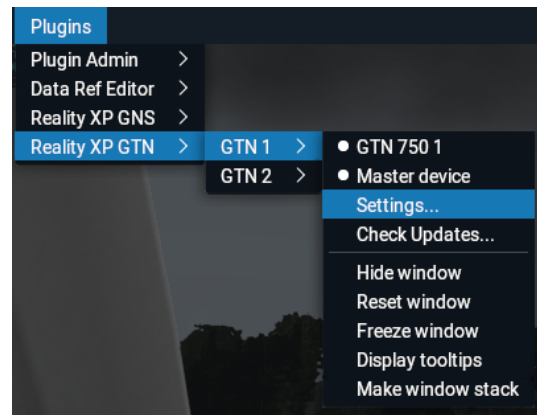 Plugins
Plugin Admin
Data Ref Editor
Reality XP GNS
Reality XP GTN
GTN 1
GTN 2
GTN 750 1
Master device
Settings...
Check Updates...
Hide window
Reset window
Freeze window
Display tooltips
Make window stack